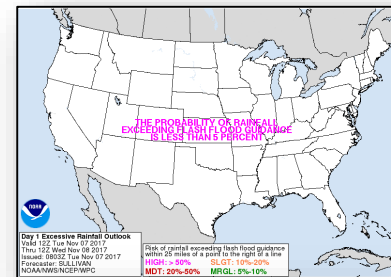 THE PROBABILITY OF RAINFALL
EXCEEDING FLASH FLOOD GUIDANCE
IS LESS THAN 5 PERCENT
noaa
Day 1 Excessive Rainfall Outlook
Valid 12Z Tue Nov 07 2017
Thru 12Z Wed Nov 08 2017
Issued: 0803Z Tue Nov 07 2017
Forecaster: SULLIVAN
NOAA/NWS/NCEP/WPC
Risk of rainfall exceeding flash flood guidance
within 25 miles of a point to the right of a line
HIGH: > 50% SLGT: 10%-20%
MDT: 20%-50% MRGL: 5%-10%